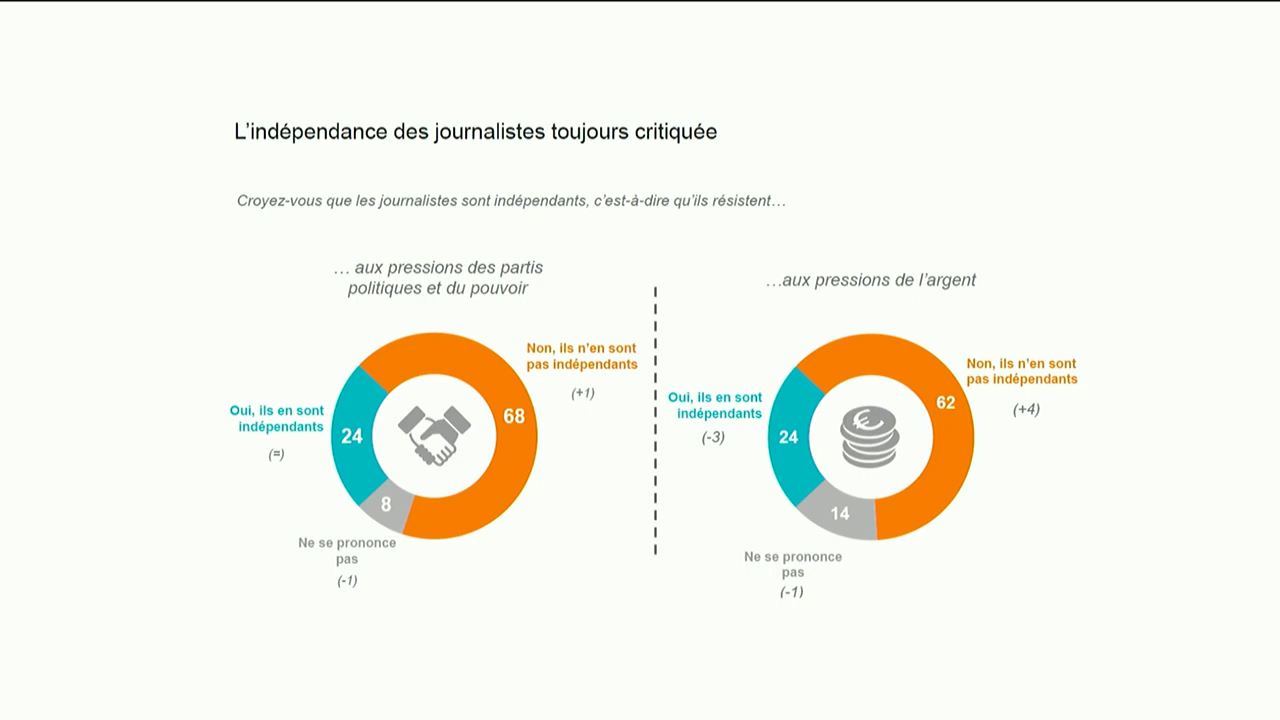 L'indépendance des journalistes toujours critiquée
Croyez-vous que les journalistes sont indépendants, c'est-à-dire qu'ils résistent…
… aux pressions des partis
politiques et du pouvoir
Non, ils n'en sont
pas indépendants
(+1)
68
Oui, ils en sont
indépendants
(=)
24
8
Ne se prononce
pas
(-1)
…aux pressions de l'argent
Non, ils n'en sont
pas indépendants
(+4)
62
Oui, ils en sont
indépendants
(-3)
24
€
14
Ne se prononce
pas
(-1)